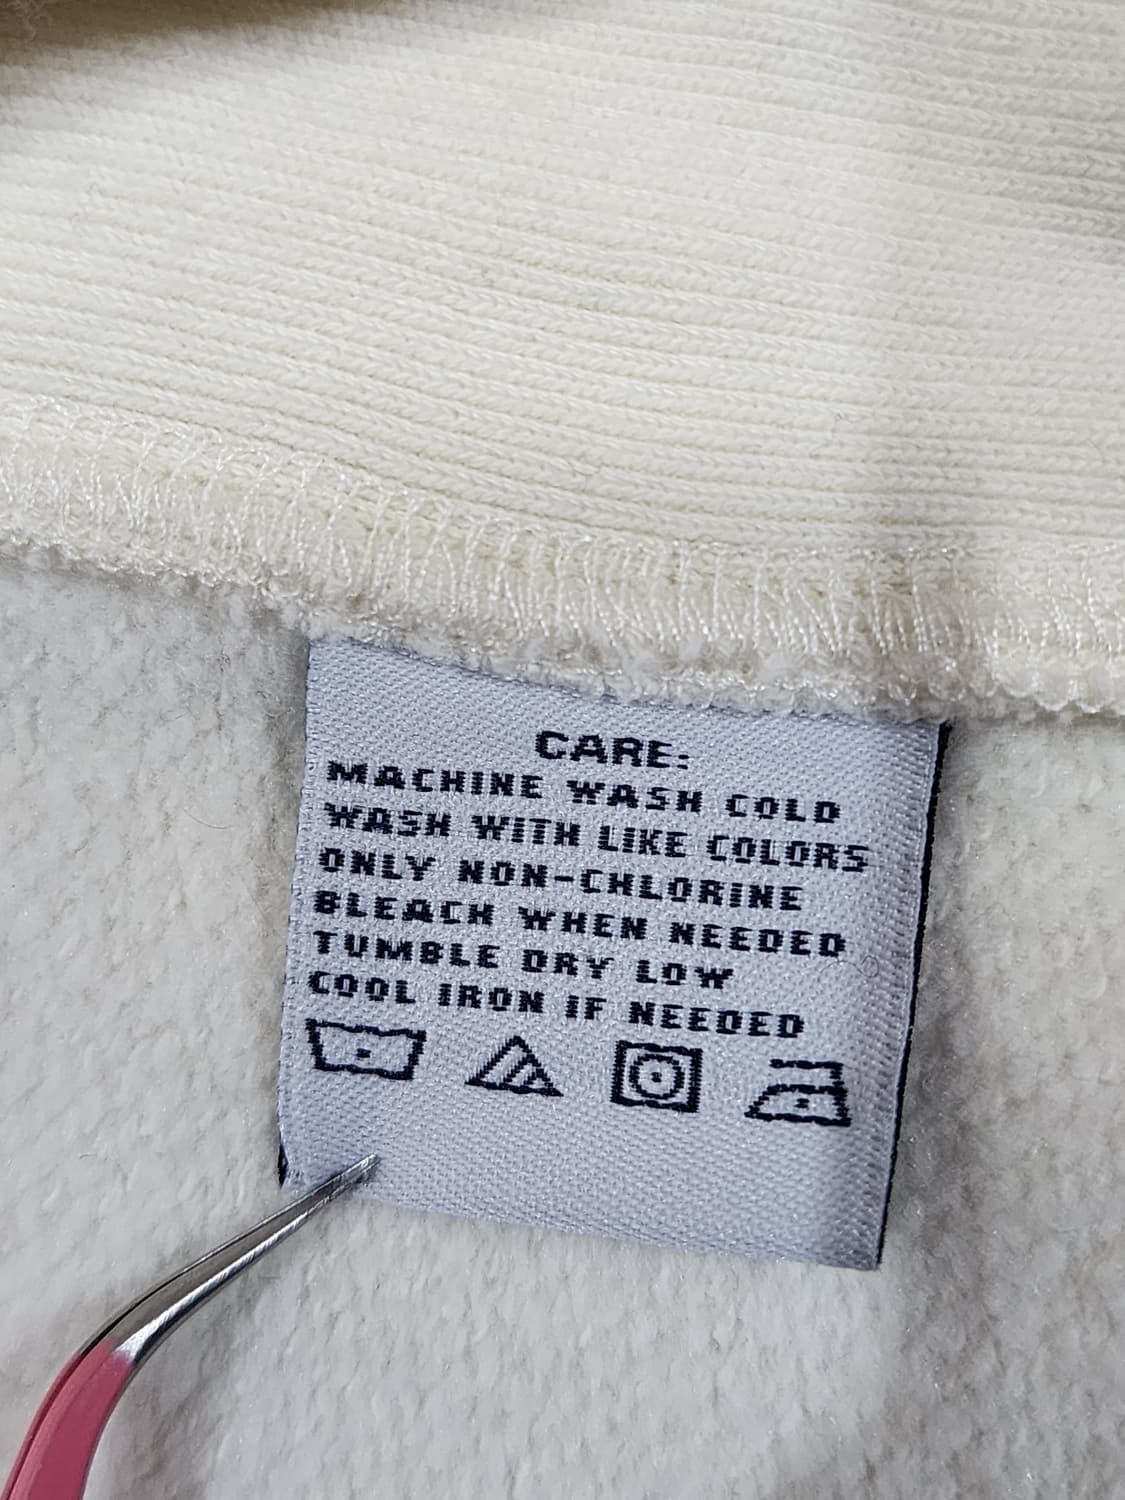 CARE:
MACHINE WASH COLD
WASH WITH LIKE COLORS
ONLY NON-CHLORINE
BLEACH WHEN NEEDED
TUMBLE DRY LOW
COOL IRON IF NEEDED